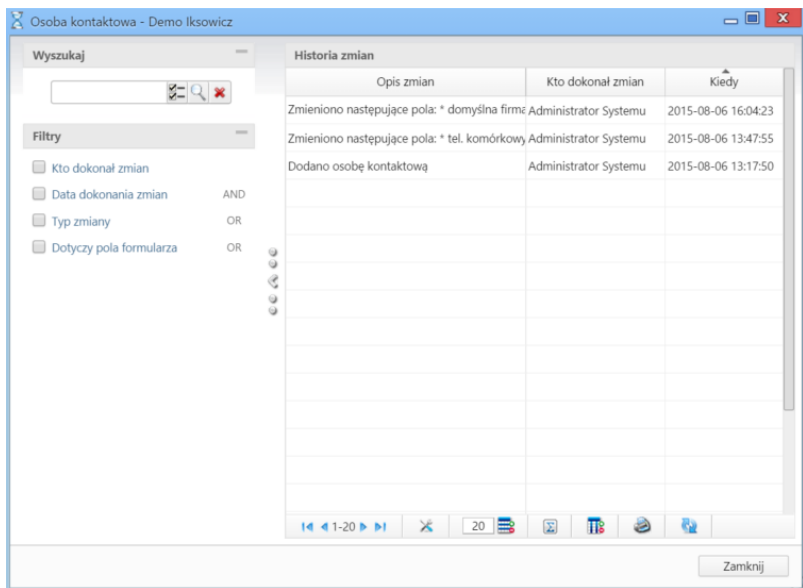 Osoba kontaktowa - Demo Iksowicz
Wyszukaj
Filtry
Kto dokonał zmian
Data dokonania zmian AND
Typ zmiany OR
Dotyczy pola formularza OR
Historia zmian
Opis zmian Kto dokonał zmian Kiedy
Zmieniono następujące pola: * domyślna firma Administrator Systemu 2015-08-06 16:04:23
Zmieniono następujące pola: * tel. komórkowy Administrator Systemu 2015-08-06 13:47:55
Dodano osobę kontaktową Administrator Systemu 2015-08-06 13:17:50
1-20 20
Zamknij